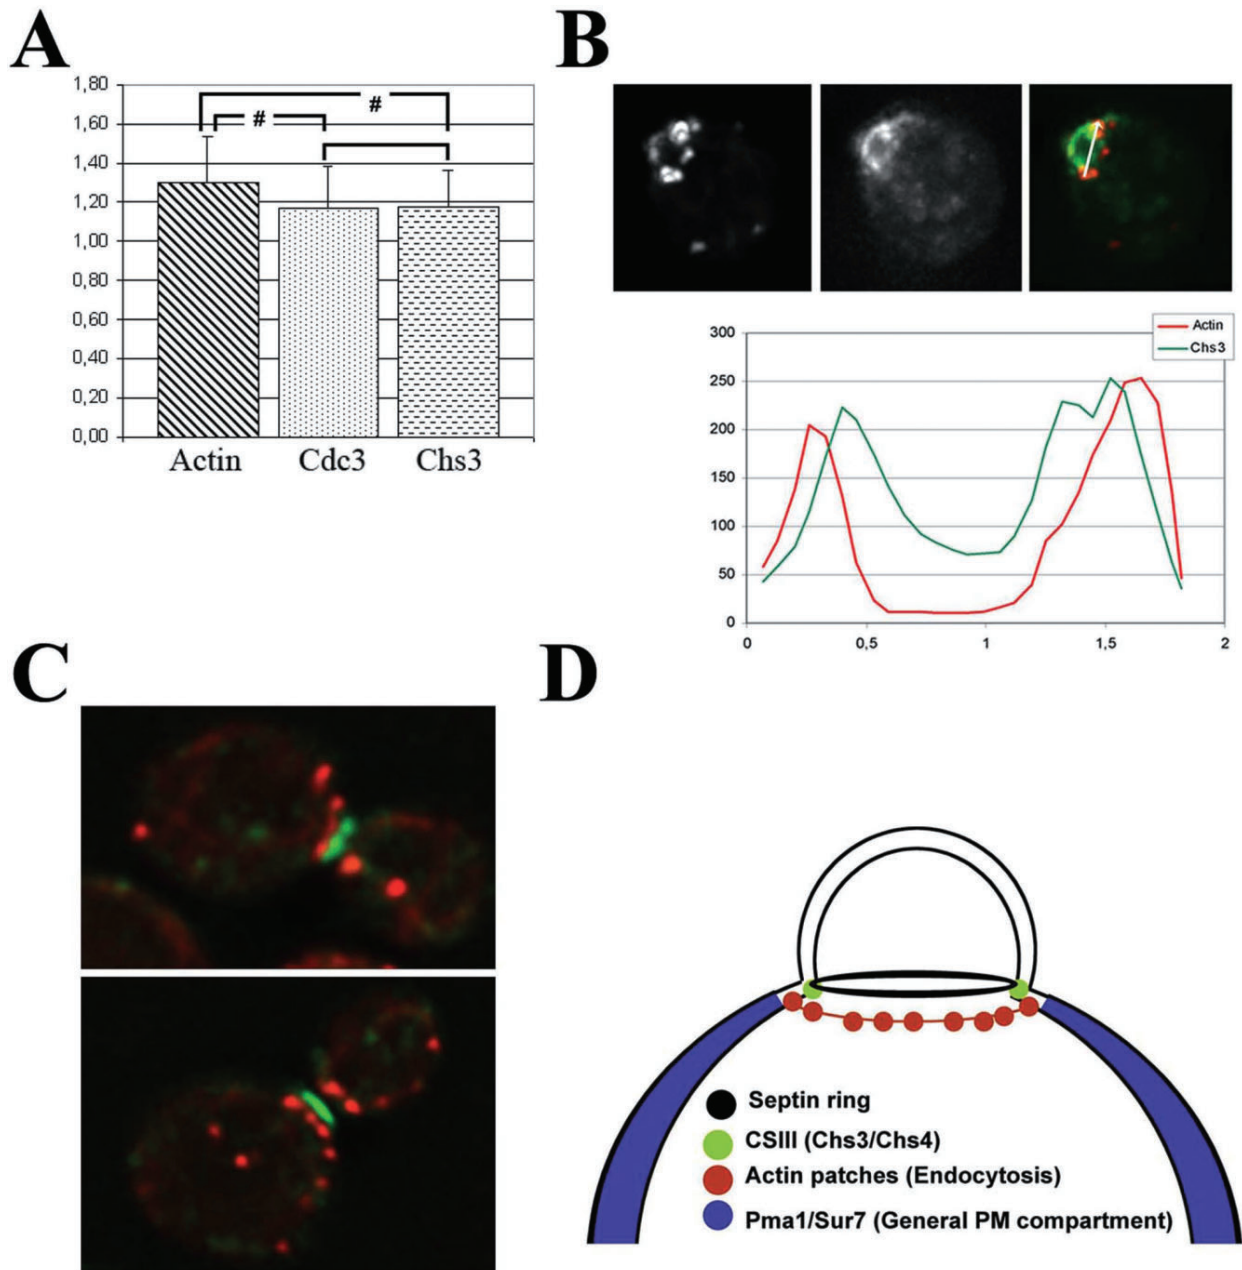 A
1,80
1,60
1,40
1,20
1,00
0,80
0,60
0,40
0,20
0,00
#
#
Actin
Cdc3
Chs3
B
Actin
Chs3
300
250
200
150
100
50
0
0
0,5
1
1,5
2
C
D
Septin ring
CSIII (Chs3/Chs4)
Actin patches (Endocytosis)
Pma1/Sur7 (General PM compartment)